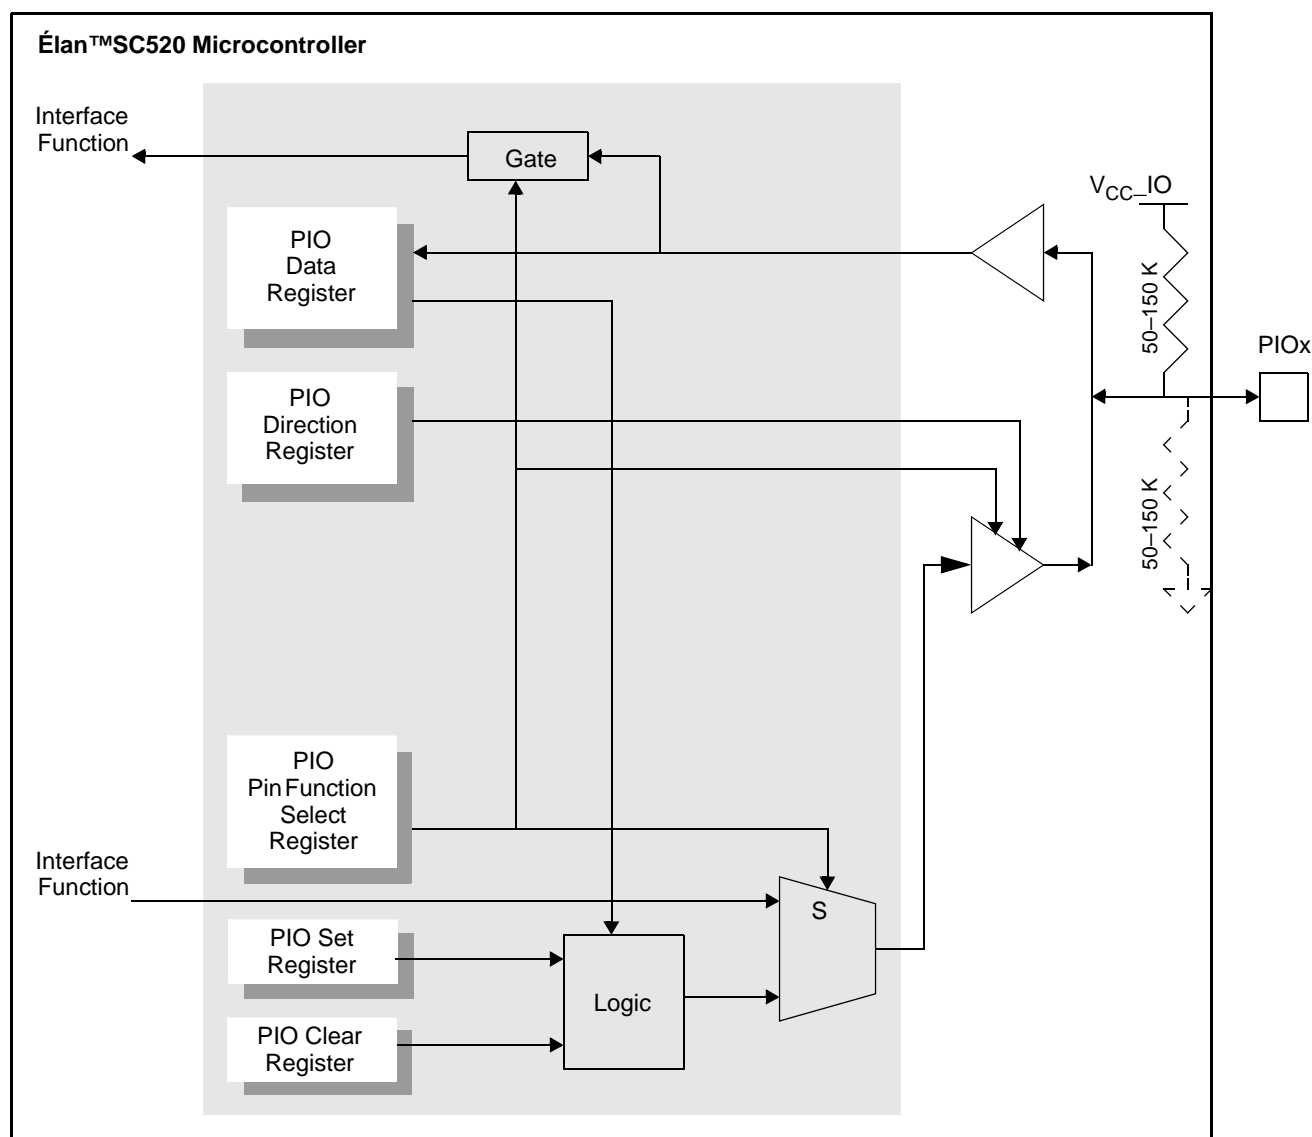 Élan™SC520 Microcontroller
Interface
Function
Gate
V_CC_IO
PIO
Data
Register
50–150 K
PIOx
PIO
Direction
Register
50–150 K
PIO
Pin Function
Select
Register
Interface
Function
S
PIO Set
Register
Logic
PIO Clear
Register